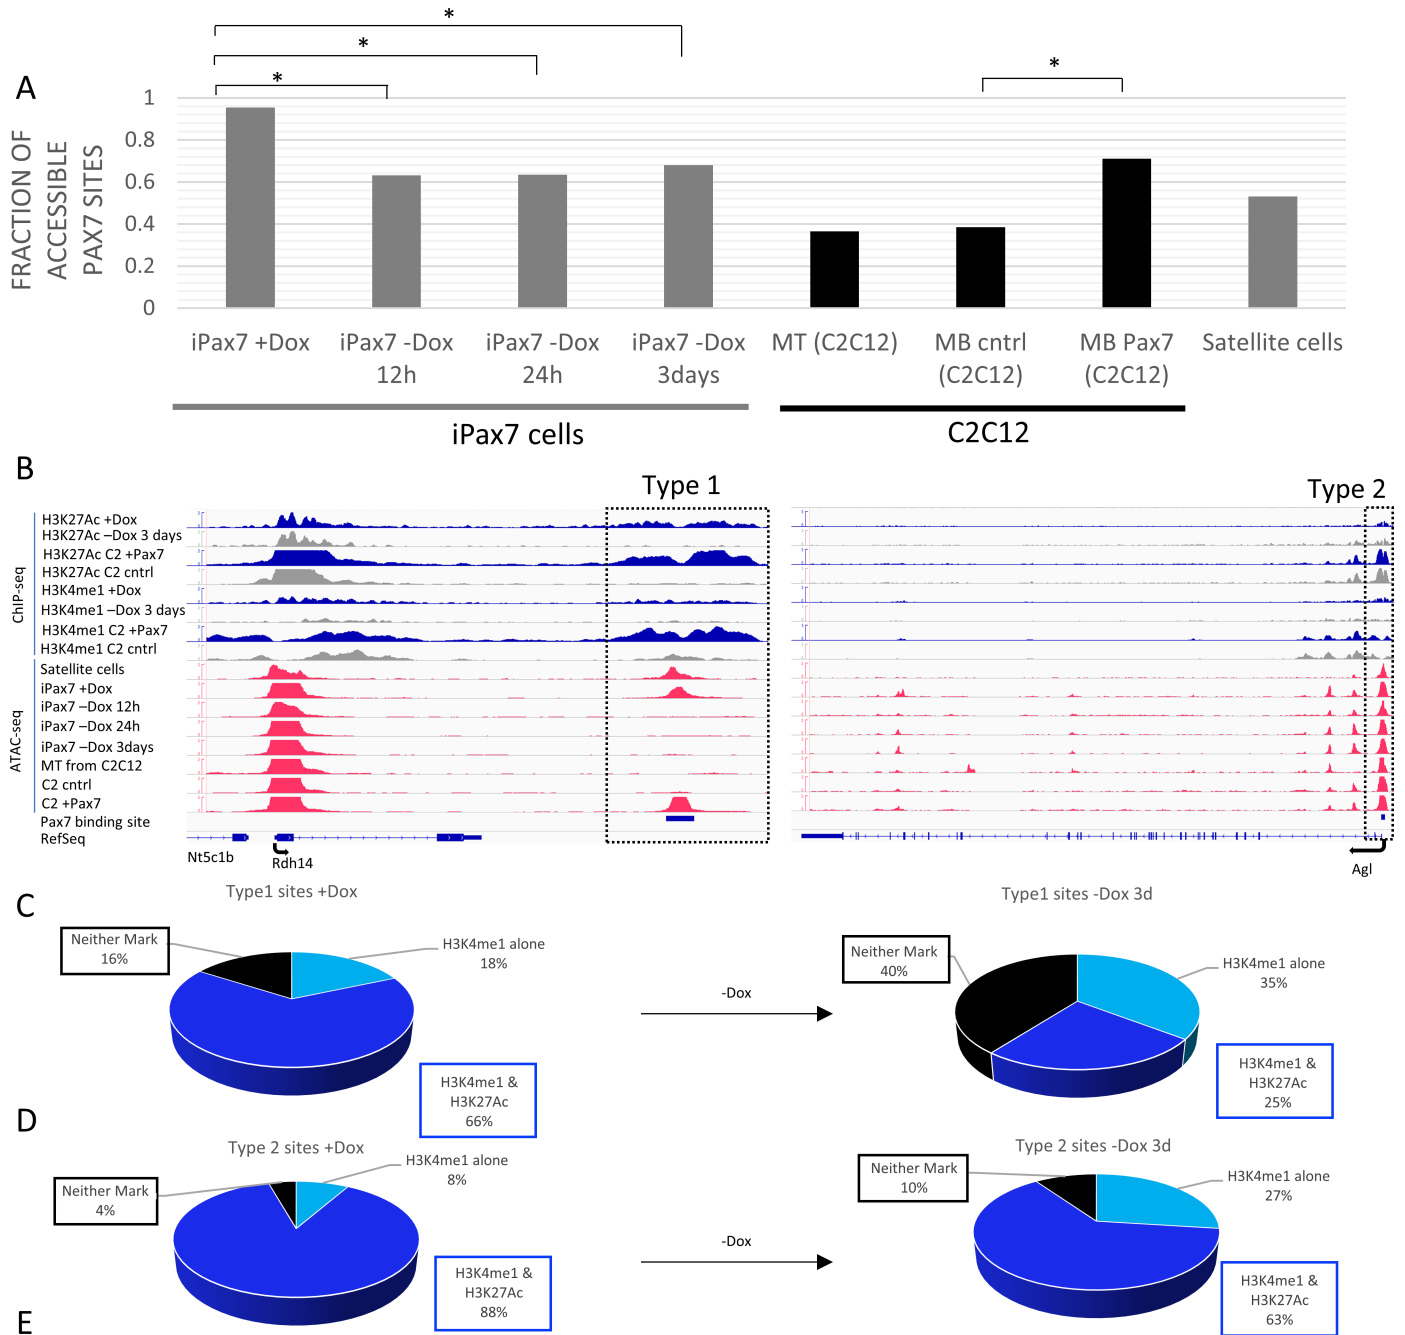 A
*
*
*
*
FRACTION OF
ACCESSIBLE
PAX7 SITES
1
0.8
0.6
0.4
0.2
0
iPax7 +Dox
iPax7 -Dox
12h
iPax7 -Dox
24h
iPax7 -Dox
3days
MT (C2C12)
MB cntrl
(C2C12)
MB Pax7
(C2C12)
Satellite cells
iPax7 cells
C2C12
B
Type 1
Type 2
ChIP-seq
H3K27Ac +Dox
H3K27Ac –Dox 3 days
H3K27Ac C2 +Pax7
H3K27Ac C2 cntrl
H3K4me1 +Dox
H3K4me1 –Dox 3 days
H3K4me1 C2 +Pax7
H3K4me1 C2 cntrl
ATAC-seq
Satellite cells
iPax7 +Dox
iPax7 –Dox 12h
iPax7 –Dox 24h
iPax7 –Dox 3days
MT from C2C12
C2 cntrl
C2 +Pax7
Pax7 binding site
RefSeq
Nt5c1b
Rdh14
Agl
C
Type1 sites +Dox
Neither Mark
16%
H3K4me1 alone
18%
H3K4me1 &
H3K27Ac
66%
-Dox
Type1 sites -Dox 3d
Neither Mark
40%
H3K4me1 alone
35%
H3K4me1 &
H3K27Ac
25%
D
Type 2 sites +Dox
Neither Mark
4%
H3K4me1 alone
8%
H3K4me1 &
H3K27Ac
88%
-Dox
Type 2 sites -Dox 3d
Neither Mark
10%
H3K4me1 alone
27%
H3K4me1 &
H3K27Ac
63%
E